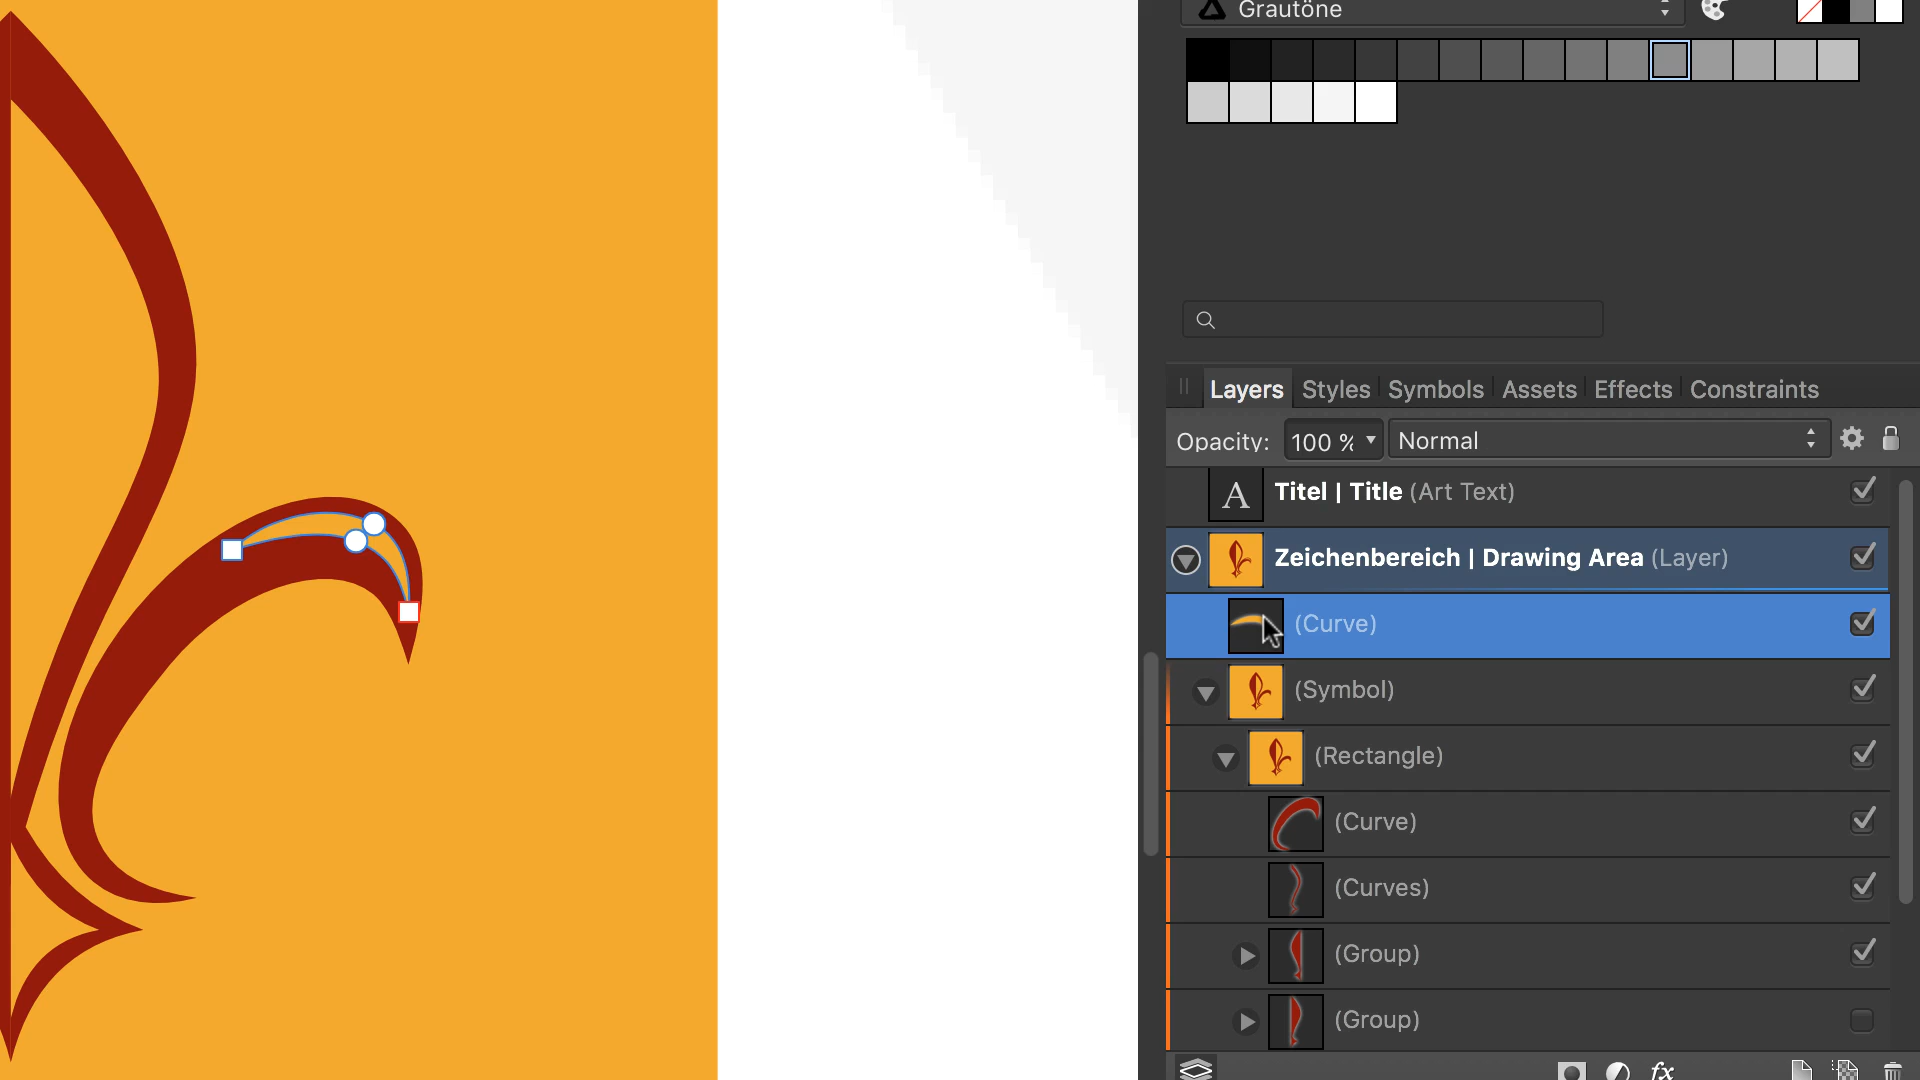 Grautöne
Layers Styles Symbols Assets Effects Constraints
Opacity: 100 % Normal
A Titel | Title (Art Text)
Zeichenbereich | Drawing Area (Layer)
(Curve)
(Symbol)
(Rectangle)
(Curve)
(Curves)
(Group)
(Group)
fx